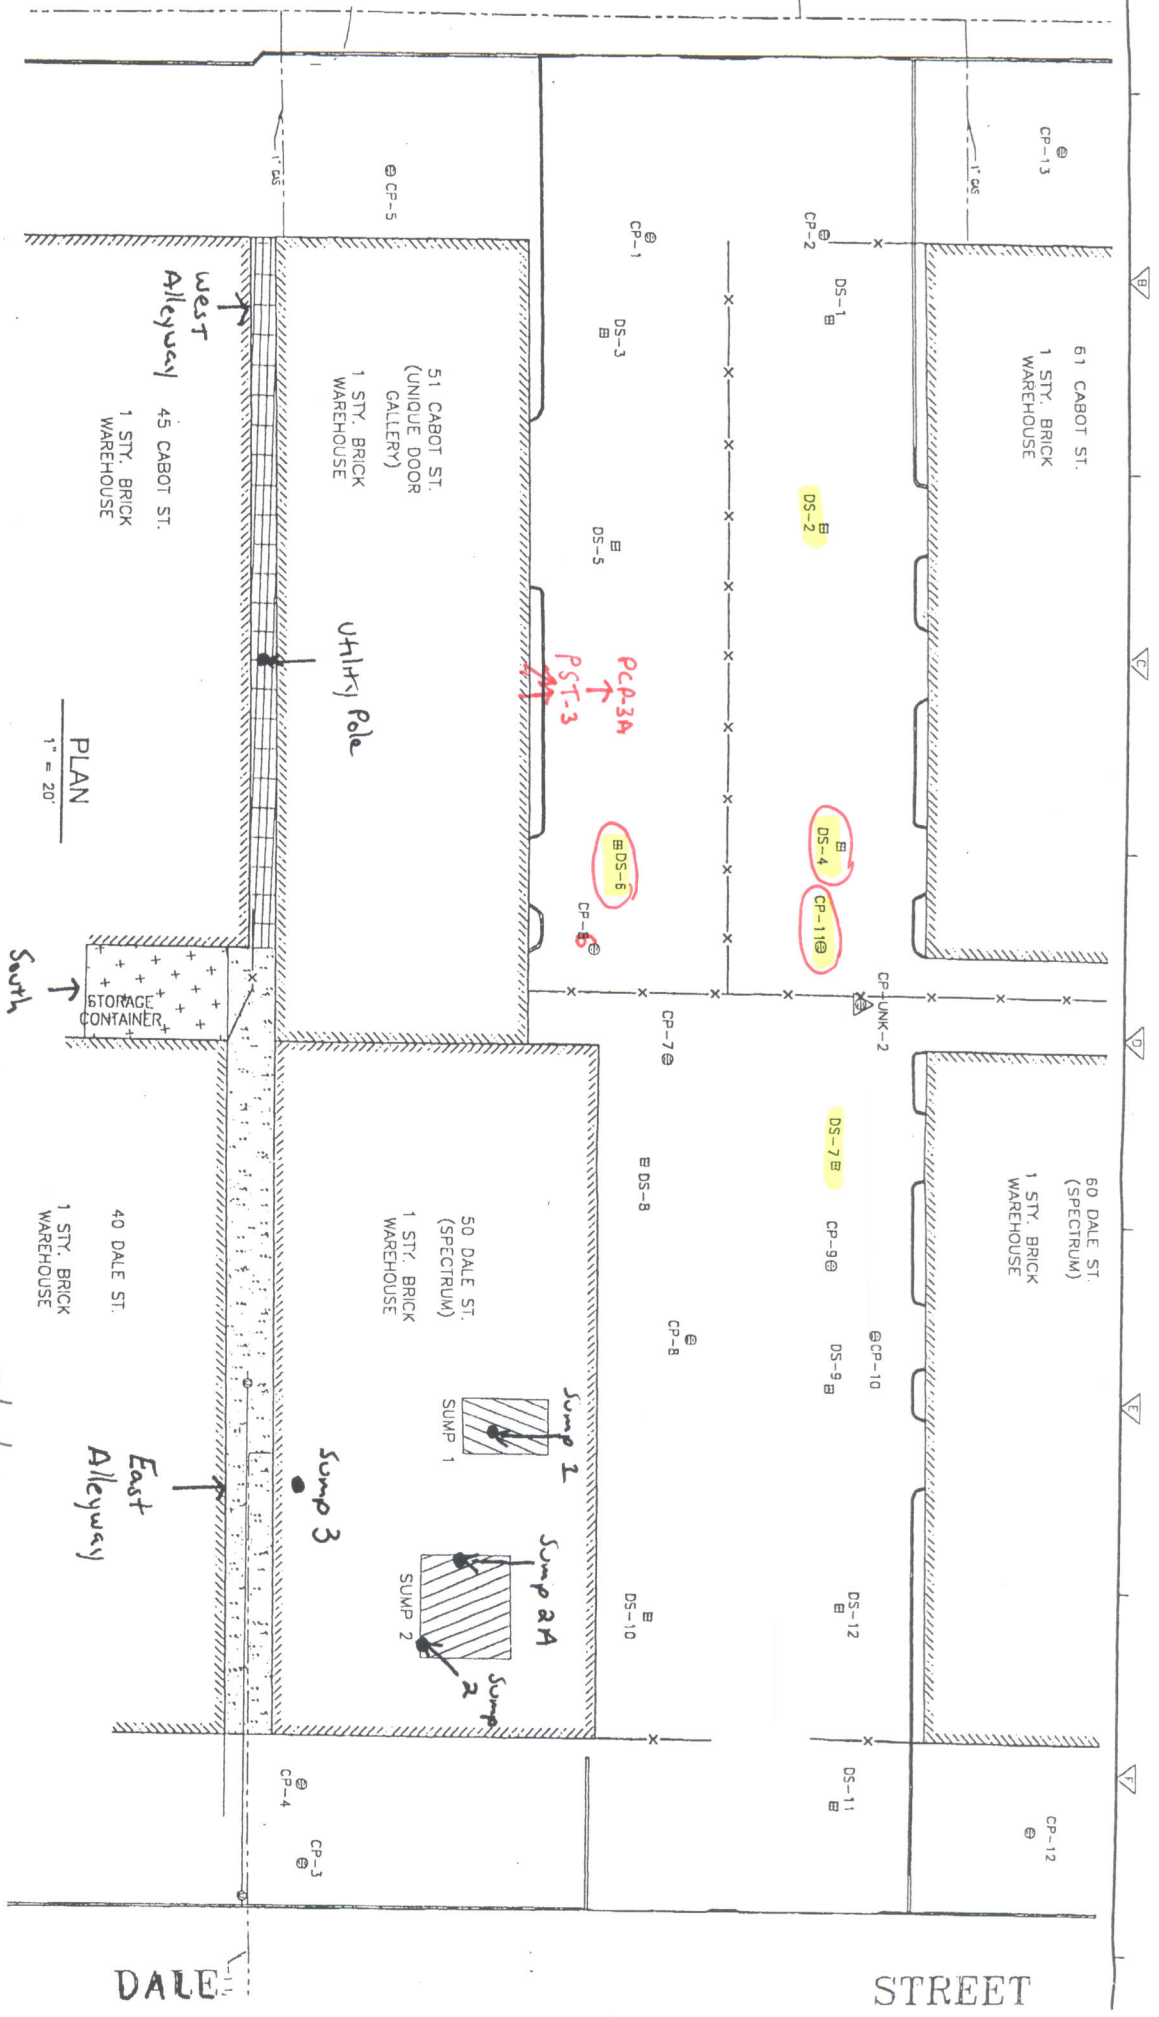 B
C
D
E
F
CP-13
1" GAS
1" GAS
CP-5
CP-1
CP-2
DS-1
DS-3
61 CABOT ST.
1 STY. BRICK
WAREHOUSE
51 CABOT ST.
(UNIQUE DOOR
GALLERY)
1 STY. BRICK
WAREHOUSE
West
Alleyway
45 CABOT ST.
1 STY. BRICK
WAREHOUSE
DS-2
DS-5
Utility Pole
PCP-3A
PST-3
PLAN
1" = 20'
DS-4
DS-6
CP-11
CP-6
CP-UNK-2
South
STORAGE
CONTAINER
CP-7
DS-7
DS-8
CP-9
60 DALE ST.
(SPECTRUM)
1 STY. BRICK
WAREHOUSE
50 DALE ST.
(SPECTRUM)
1 STY. BRICK
WAREHOUSE
40 DALE ST.
1 STY. BRICK
WAREHOUSE
CP-8
CP-10
DS-9
Sump 1
SUMP 1
Sump 3
East
Alleyway
Sump 2A
SUMP 2
Sump
2
DS-10
DS-12
DS-11
CP-12
CP-4
CP-3
DALE STREET